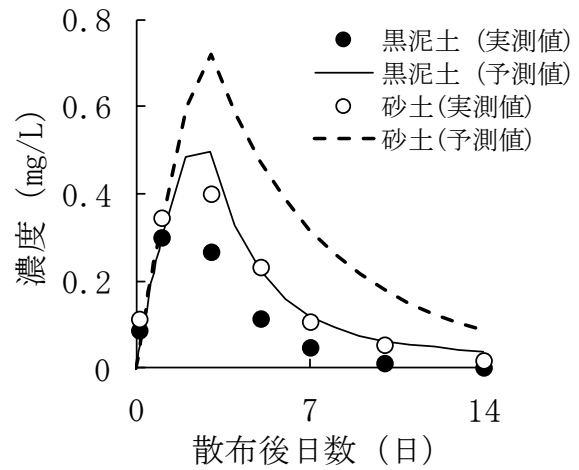 0.8
0.6
0.4
0.2
0
濃度 (mg/L)
● 黒泥土 (実測値)
黒泥土 (予測値)
○ 砂土(実測値)
砂土(予測値)
0 7 14
散布後日数 (日)